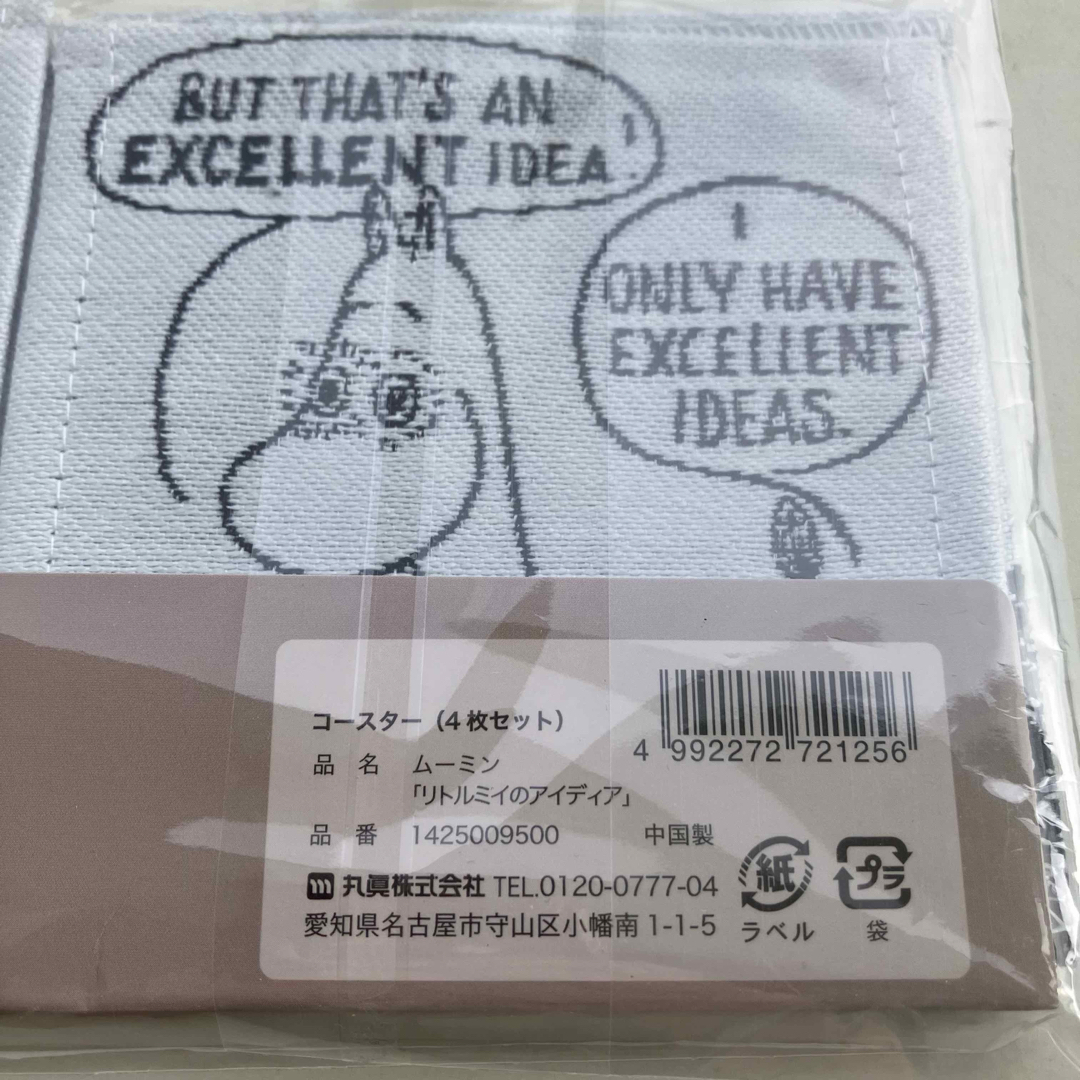 BUT THAT'S AN
EXCELLENT IDEA!
I
ONLY HAVE
EXCELLENT
IDEAS.
コースター（4枚セット）
品 名 ムーミン
「リトルミイのアイディア」
品 番 1425009500 中国製
丸眞株式会社 TEL.0120-0777-04
愛知県名古屋市守山区小幡南1-1-5
4 992272 721256
紙
ラベル
プラ
袋